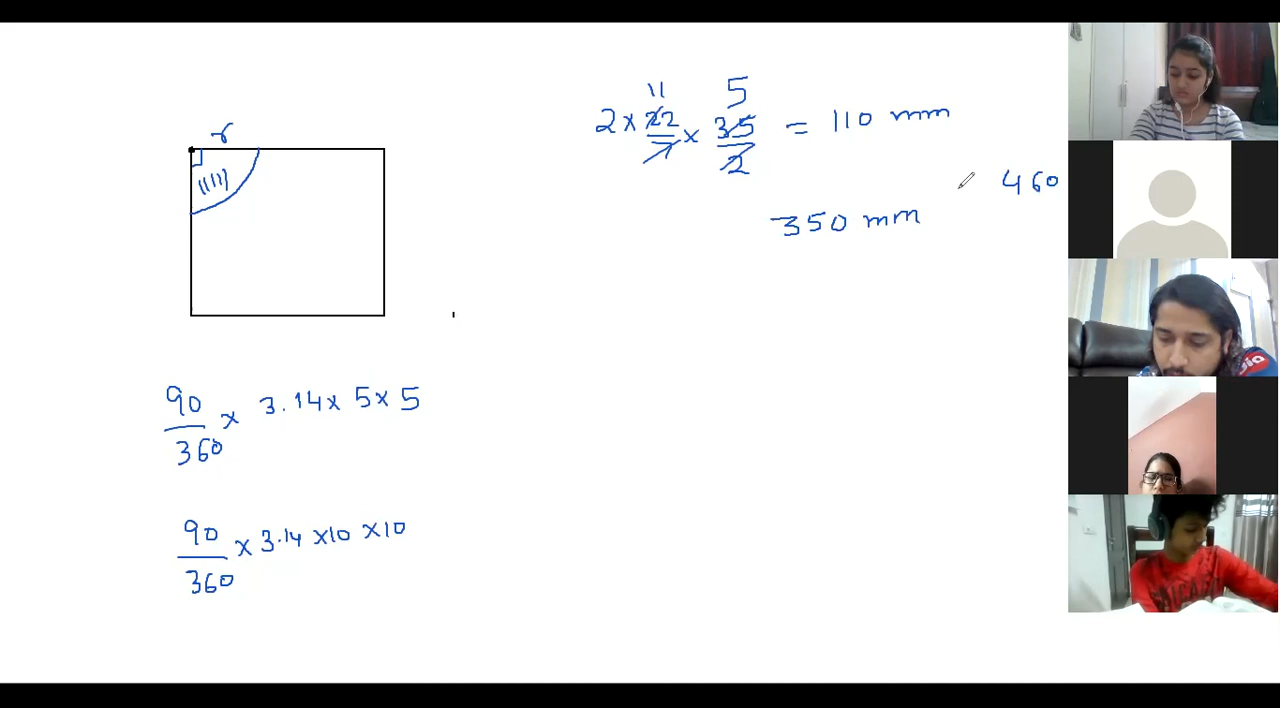 r
90/360 × 3.14 × 5 × 5
90/360 × 3.14 × 10 × 10
11 5
2 × 22/7 × 35/2 = 110 mm
460
350 mm